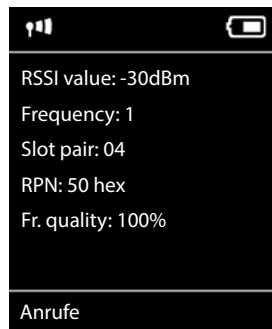 RSSI value: -30dBm
Frequency: 1
Slot pair: 04
RPN: 50 hex
Fr. quality: 100%
Anrufe